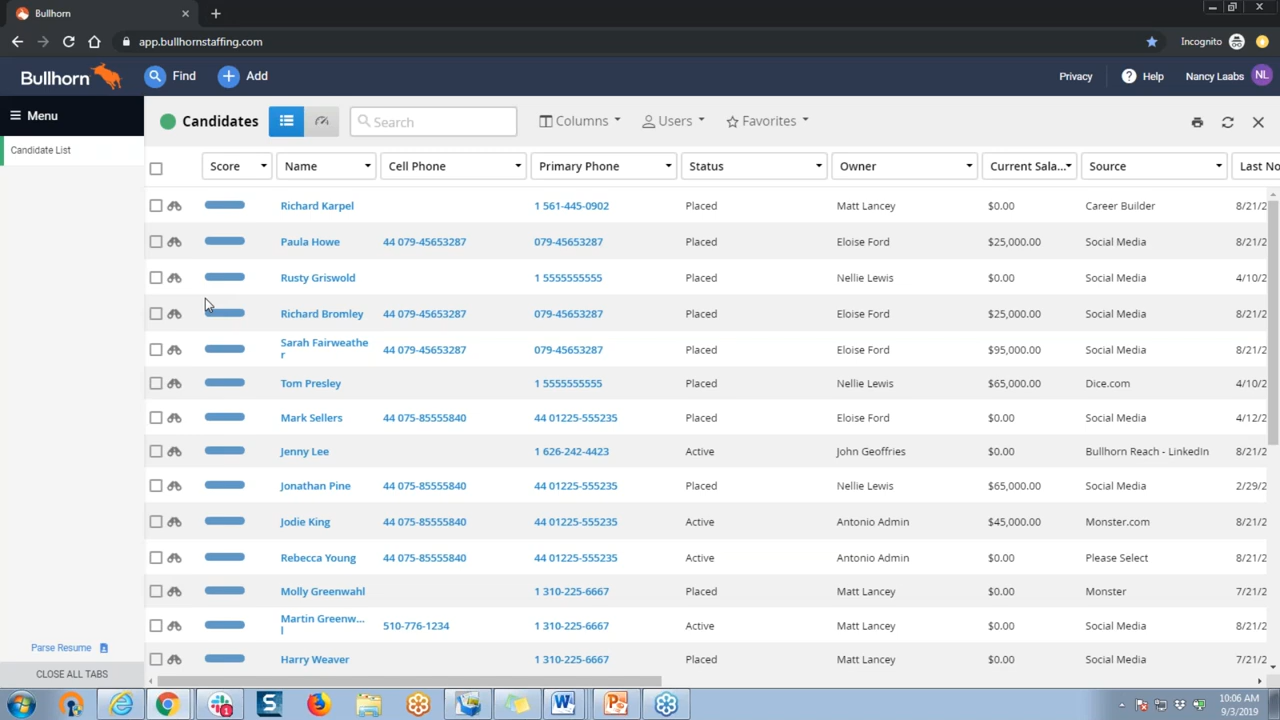 Bullhorn
app.bullhornstaffing.com
Incognito
Bullhorn Find Add Privacy Help Nancy Laabs NL
Menu
Candidate List
Candidates Search Columns Users Favorites
Score Name Cell Phone Primary Phone Status Owner Current Sala... Source Last No
Richard Karpel 1 561-445-0902 Placed Matt Lancey $0.00 Career Builder 8/21/2
Paula Howe 44 079-45653287 079-45653287 Placed Eloise Ford $25,000.00 Social Media 8/21/2
Rusty Griswold 1 5555555555 Placed Nellie Lewis $0.00 Social Media 4/10/2
Richard Bromley 44 079-45653287 079-45653287 Placed Eloise Ford $25,000.00 Social Media 8/21/2
Sarah Fairweathe
r 44 079-45653287 079-45653287 Placed Eloise Ford $95,000.00 Social Media 8/21/2
Tom Presley 1 5555555555 Placed Nellie Lewis $65,000.00 Dice.com 4/10/2
Mark Sellers 44 075-85555840 44 01225-555235 Placed Eloise Ford $0.00 Social Media 4/12/2
Jenny Lee 1 626-242-4423 Active John Geoffries $0.00 Bullhorn Reach - LinkedIn 8/21/2
Jonathan Pine 44 075-85555840 44 01225-555235 Placed Nellie Lewis $65,000.00 Social Media 2/29/2
Jodie King 44 075-85555840 44 01225-555235 Active Antonio Admin $45,000.00 Monster.com 8/21/2
Rebecca Young 44 075-85555840 44 01225-555235 Active Antonio Admin $0.00 Please Select 8/21/2
Molly Greenwahl 1 310-225-6667 Placed Matt Lancey $0.00 Monster 7/21/2
Martin Greenw...
l 510-776-1234 1 310-225-6667 Active Matt Lancey $0.00 Social Media 8/21/2
Harry Weaver 1 310-225-6667 Placed Matt Lancey $0.00 Social Media 7/21/2
Parse Resume
CLOSE ALL TABS
10:06 AM
9/3/2019